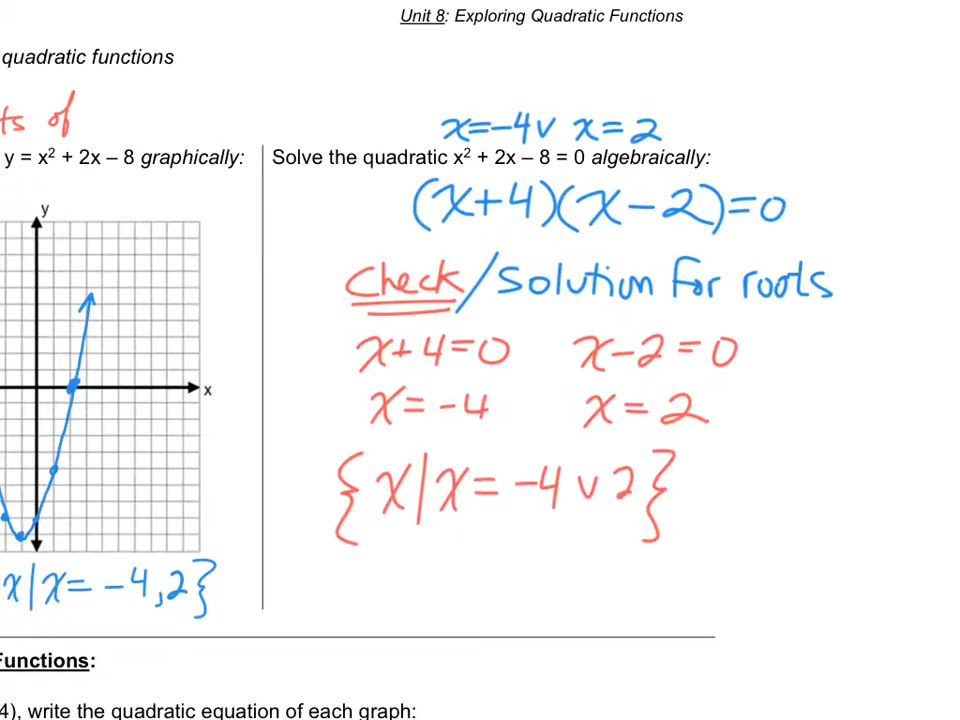 Unit 8: Exploring Quadratic Functions
quadratic functions
ts of
y = x² + 2x – 8 graphically:
y
x
x|x = -4,2}
x=-4 v x=2
Solve the quadratic x² + 2x – 8 = 0 algebraically:
(x+4)(x-2)=0
Check/Solution for roots
x+4=0 x-2=0
x=-4 x=2
{x|x=-4 v 2}
Functions:
4), write the quadratic equation of each graph: